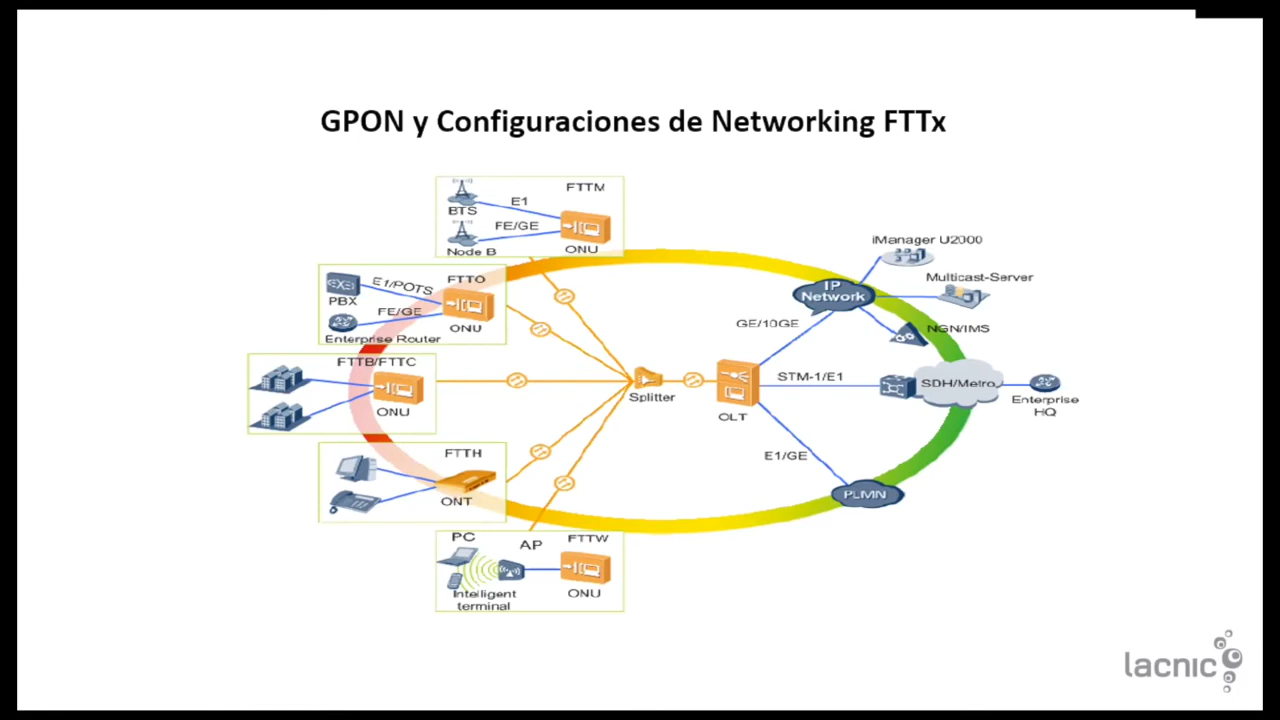 GPON y Configuraciones de Networking FTTx
FTTM
E1
BTS
FE/GE
Node B
ONU
FTTO
E1/POTS
PBX
FE/GE
ONU
Enterprise Router
FTTB/FTTC
ONU
FTTH
ONT
PC
AP
FTTW
Intelligent
terminal
ONU
Splitter
OLT
GE/10GE
STM-1/E1
E1/GE
IP
Network
iManager U2000
Multicast-Server
NGN/IMS
SDH/Metro
Enterprise
HQ
PLMN
lacnic